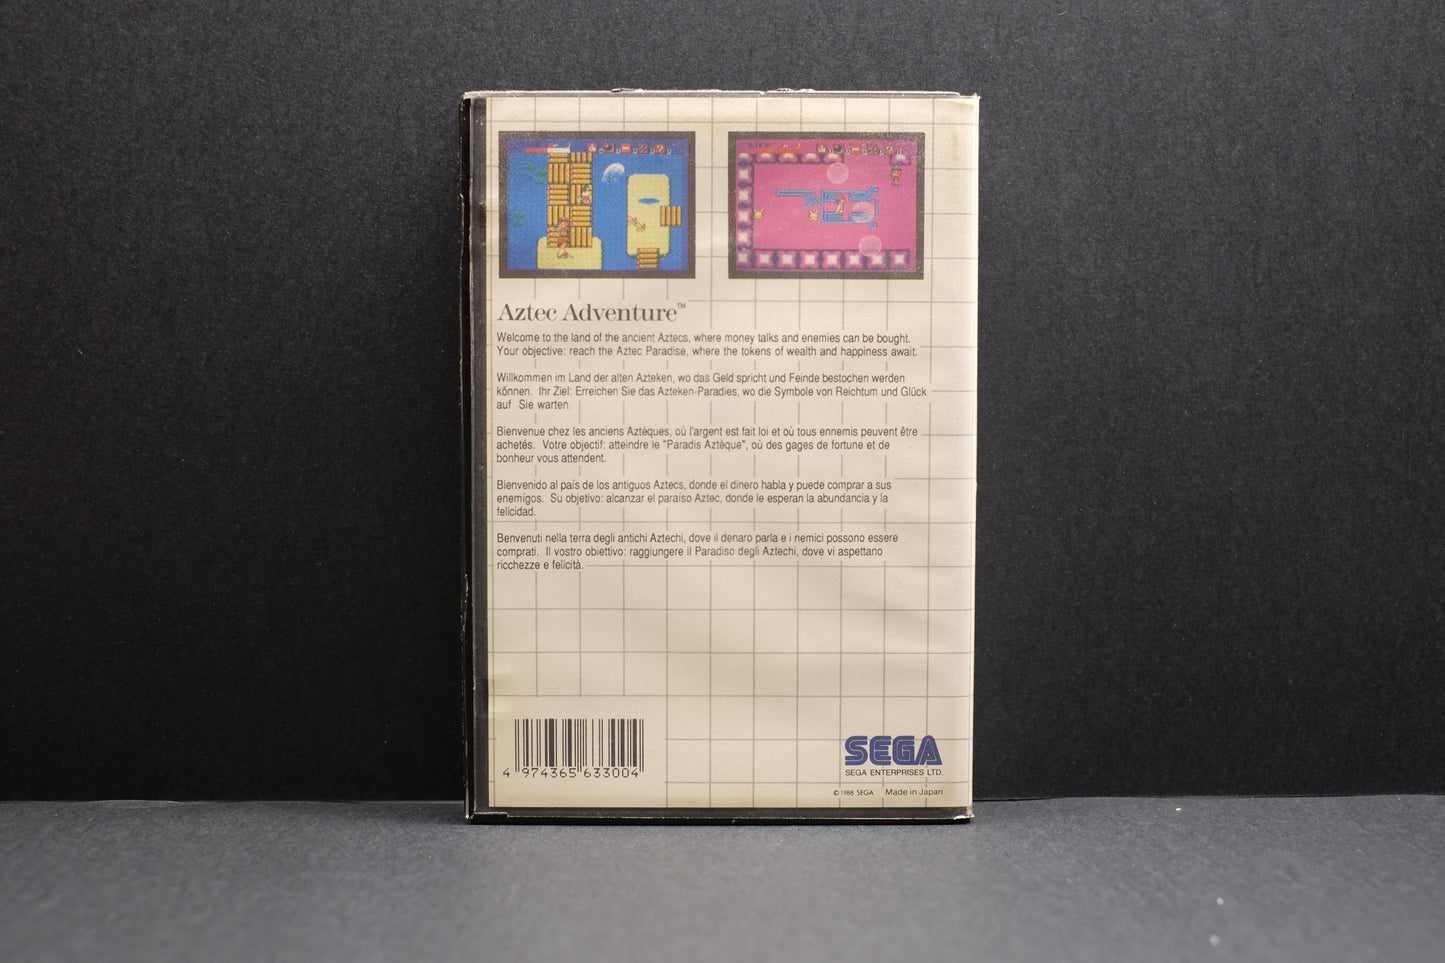 Aztec Adventure™
Welcome to the land of the ancient Aztecs, where money talks and enemies can be bought.
Your objective: reach the Aztec Paradise, where the tokens of wealth and happiness await.
Willkommen im Land der alten Azteken, wo das Geld spricht und Feinde bestochen werden
können. Ihr Ziel: Erreichen Sie das Azteken-Paradies, wo die Symbole von Reichtum und Glück
auf Sie warten.
Bienvenue chez les anciens Aztèques, où l'argent est fait loi et où tous ennemis peuvent être
achetés. Votre objectif: atteindre le "Paradis Aztèque", où des gages de fortune et de
bonheur vous attendent.
Bienvenido al país de los antiguos Aztecs, donde el dinero habla y puede comprar a sus
enemigos. Su objetivo: alcanzar el paraíso Aztec, donde le esperan la abundancia y la
felicidad.
Benvenuti nella terra degli antichi Aztechi, dove il denaro parla e i nemici possono essere
comprati. Il vostro obiettivo: raggiungere il Paradiso degli Aztechi, dove vi aspettano
ricchezze e felicità.
4 974365 633004
SEGA
SEGA ENTERPRISES LTD.
© 1988 SEGA Made in Japan